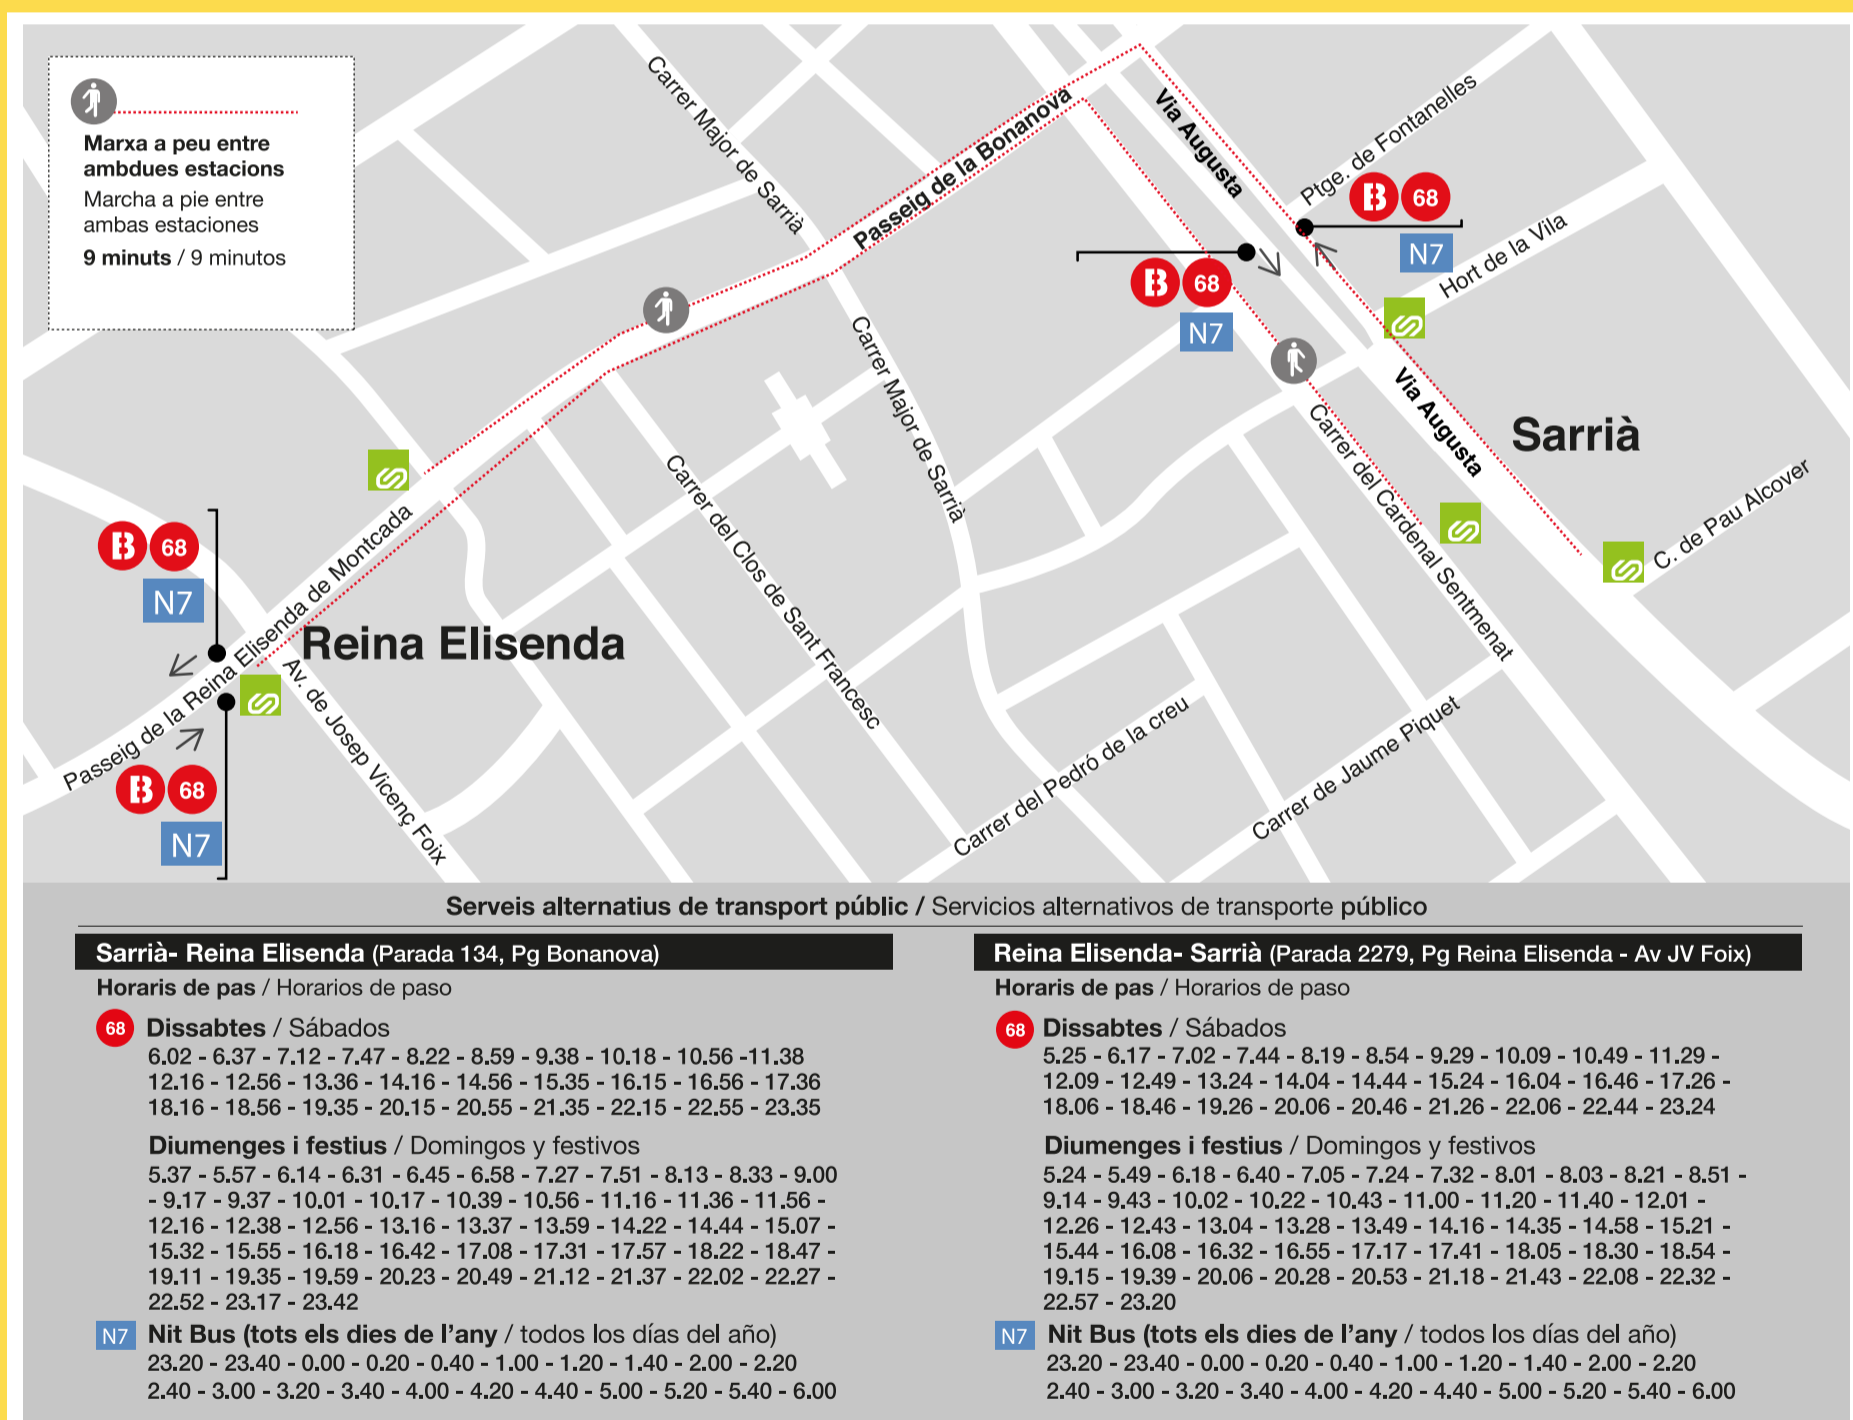 Marxa a peu entre
ambdues estacions
Marcha a pie entre
ambas estaciones
9 minuts / 9 minutos
Carrer Major de Sarrià
Passeig de la Bonanova
Via Augusta
Ptge. de Fontanelles
B 68
N7
Hort de la Vila
B 68
N7
Carrer Major de Sarrià
Via Augusta
Sarrià
Carrer del Cardenal Sentmenat
C. de Pau Alcover
Carrer del Clos de Sant Francesc
B 68
N7
Passeig de la Reina Elisenda de Montcada
Reina Elisenda
Av. de Josep Vicenç Foix
B 68
N7
Carrer del Pedró de la creu
Carrer de Jaume Piquet
Serveis alternatius de transport públic / Servicios alternativos de transporte público
Sarrià- Reina Elisenda (Parada 134, Pg Bonanova)
Horaris de pas / Horarios de paso
68 Dissabtes / Sábados
6.02 - 6.37 - 7.12 - 7.47 - 8.22 - 8.59 - 9.38 - 10.18 - 10.56 -11.38
12.16 - 12.56 - 13.36 - 14.16 - 14.56 - 15.35 - 16.15 - 16.56 - 17.36
18.16 - 18.56 - 19.35 - 20.15 - 20.55 - 21.35 - 22.15 - 22.55 - 23.35
Diumenges i festius / Domingos y festivos
5.37 - 5.57 - 6.14 - 6.31 - 6.45 - 6.58 - 7.27 - 7.51 - 8.13 - 8.33 - 9.00
- 9.17 - 9.37 - 10.01 - 10.17 - 10.39 - 10.56 - 11.16 - 11.36 - 11.56 -
12.16 - 12.38 - 12.56 - 13.16 - 13.37 - 13.59 - 14.22 - 14.44 - 15.07 -
15.32 - 15.55 - 16.18 - 16.42 - 17.08 - 17.31 - 17.57 - 18.22 - 18.47 -
19.11 - 19.35 - 19.59 - 20.23 - 20.49 - 21.12 - 21.37 - 22.02 - 22.27 -
22.52 - 23.17 - 23.42
N7 Nit Bus (tots els dies de l'any / todos los días del año)
23.20 - 23.40 - 0.00 - 0.20 - 0.40 - 1.00 - 1.20 - 1.40 - 2.00 - 2.20
2.40 - 3.00 - 3.20 - 3.40 - 4.00 - 4.20 - 4.40 - 5.00 - 5.20 - 5.40 - 6.00
Reina Elisenda- Sarrià (Parada 2279, Pg Reina Elisenda - Av JV Foix)
Horaris de pas / Horarios de paso
68 Dissabtes / Sábados
5.25 - 6.17 - 7.02 - 7.44 - 8.19 - 8.54 - 9.29 - 10.09 - 10.49 - 11.29 -
12.09 - 12.49 - 13.24 - 14.04 - 14.44 - 15.24 - 16.04 - 16.46 - 17.26 -
18.06 - 18.46 - 19.26 - 20.06 - 20.46 - 21.26 - 22.06 - 22.44 - 23.24
Diumenges i festius / Domingos y festivos
5.24 - 5.49 - 6.18 - 6.40 - 7.05 - 7.24 - 7.32 - 8.01 - 8.03 - 8.21 - 8.51 -
9.14 - 9.43 - 10.02 - 10.22 - 10.43 - 11.00 - 11.20 - 11.40 - 12.01 -
12.26 - 12.43 - 13.04 - 13.28 - 13.49 - 14.16 - 14.35 - 14.58 - 15.21 -
15.44 - 16.08 - 16.32 - 16.55 - 17.17 - 17.41 - 18.05 - 18.30 - 18.54 -
19.15 - 19.39 - 20.06 - 20.28 - 20.53 - 21.18 - 21.43 - 22.08 - 22.32 -
22.57 - 23.20
N7 Nit Bus (tots els dies de l'any / todos los días del año)
23.20 - 23.40 - 0.00 - 0.20 - 0.40 - 1.00 - 1.20 - 1.40 - 2.00 - 2.20
2.40 - 3.00 - 3.20 - 3.40 - 4.00 - 4.20 - 4.40 - 5.00 - 5.20 - 5.40 - 6.00